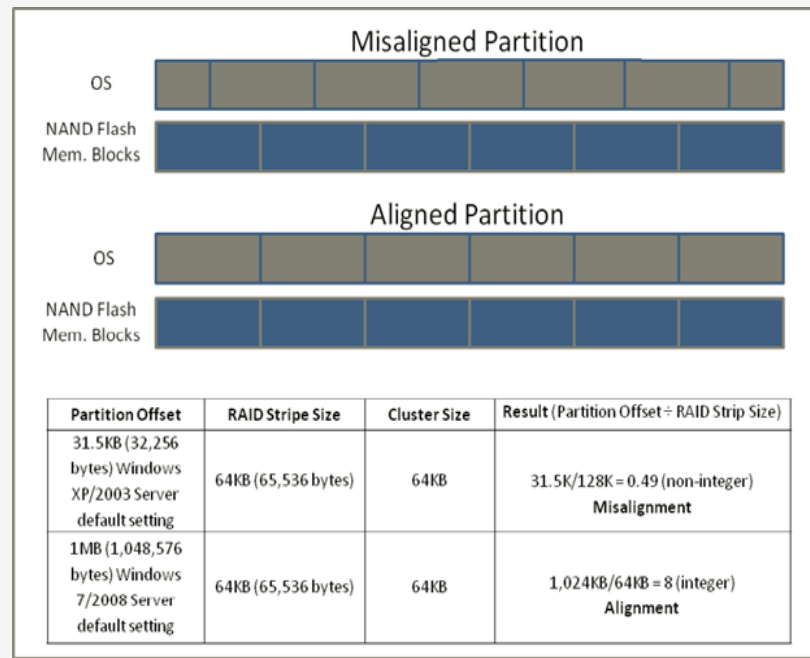 Misaligned Partition
OS
NAND Flash
Mem. Blocks
Aligned Partition
OS
NAND Flash
Mem. Blocks
Partition Offset
RAID Stripe Size
Cluster Size
Result (Partition Offset ÷ RAID Strip Size)
31.5KB (32,256
bytes) Windows
XP/2003 Server
default setting
64KB (65,536 bytes)
64KB
31.5K/128K = 0.49 (non-integer)
Misalignment
1MB (1,048,576
bytes) Windows
7/2008 Server
default setting
64KB (65,536 bytes)
64KB
1,024KB/64KB = 8 (integer)
Alignment